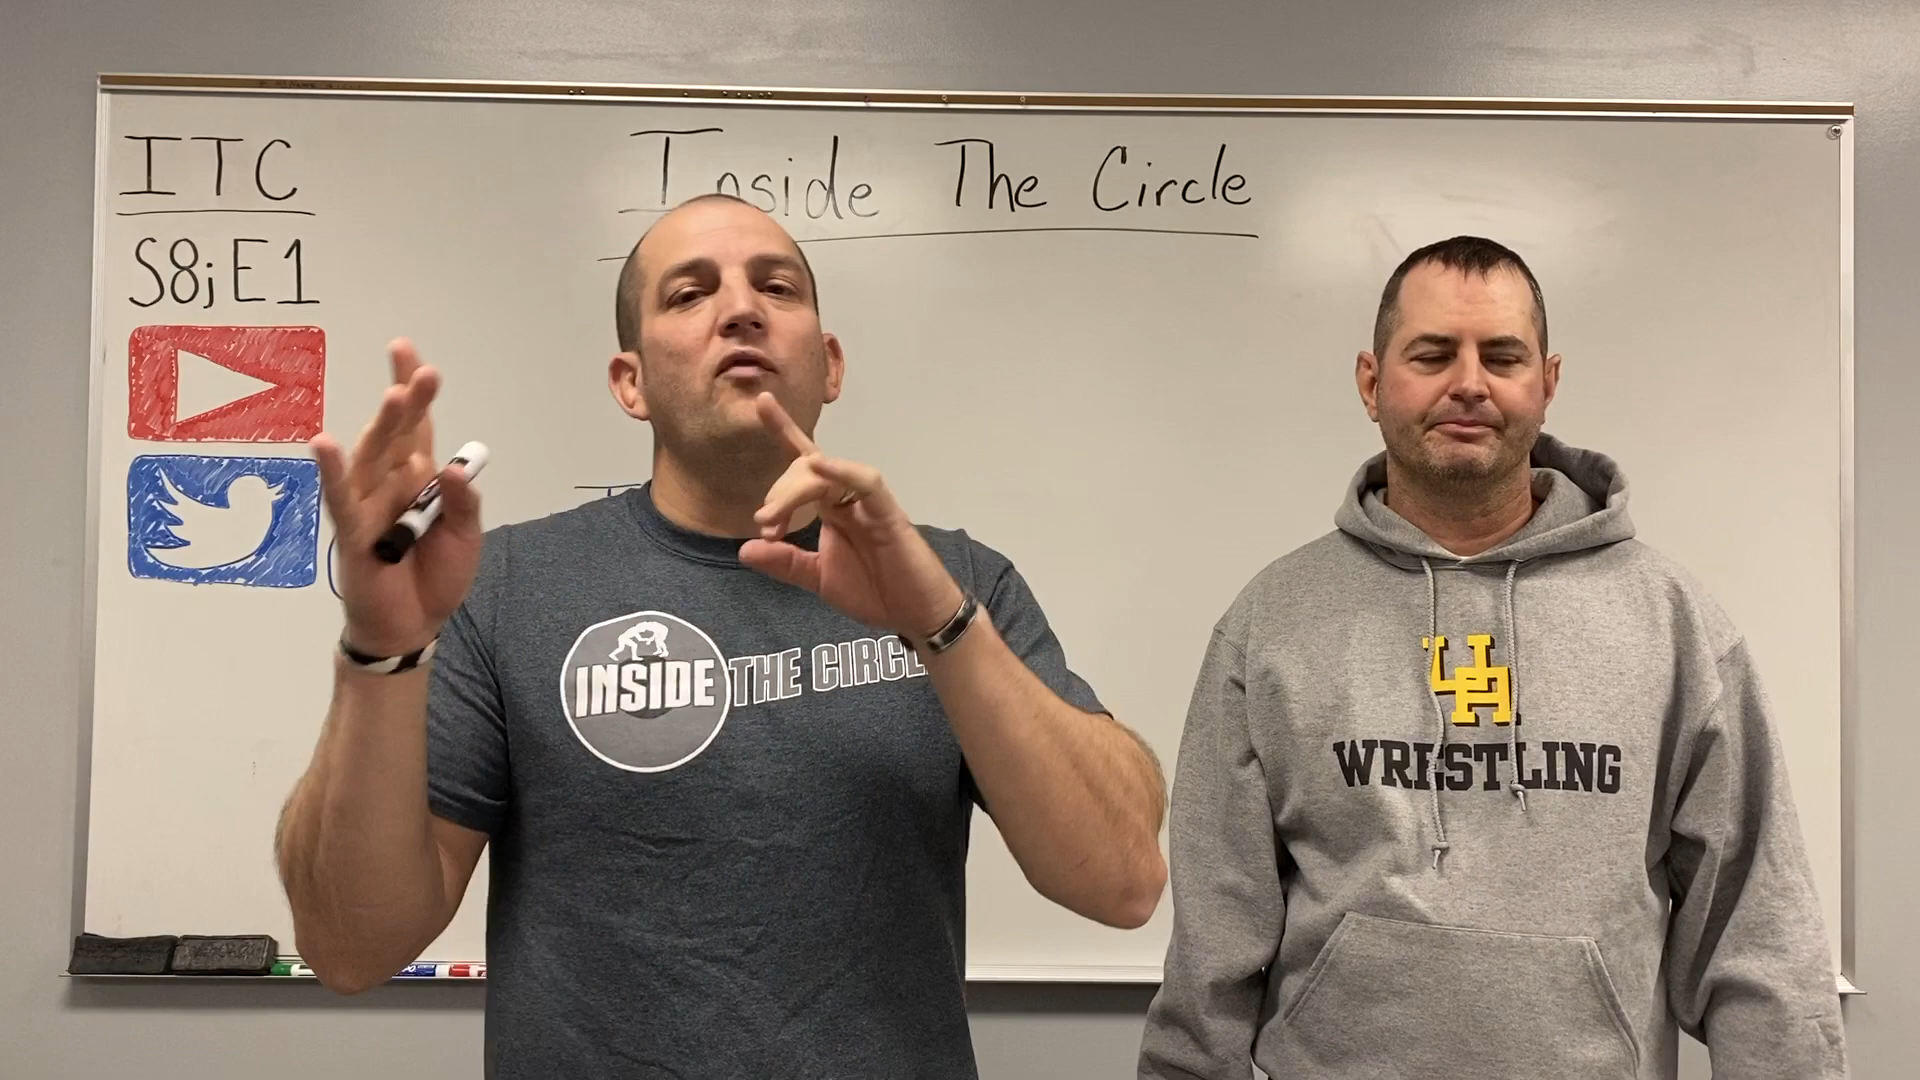 ITC
S8;E1
Inside The Circle
INSIDE THE CIRCLE
UA
WRESTLING